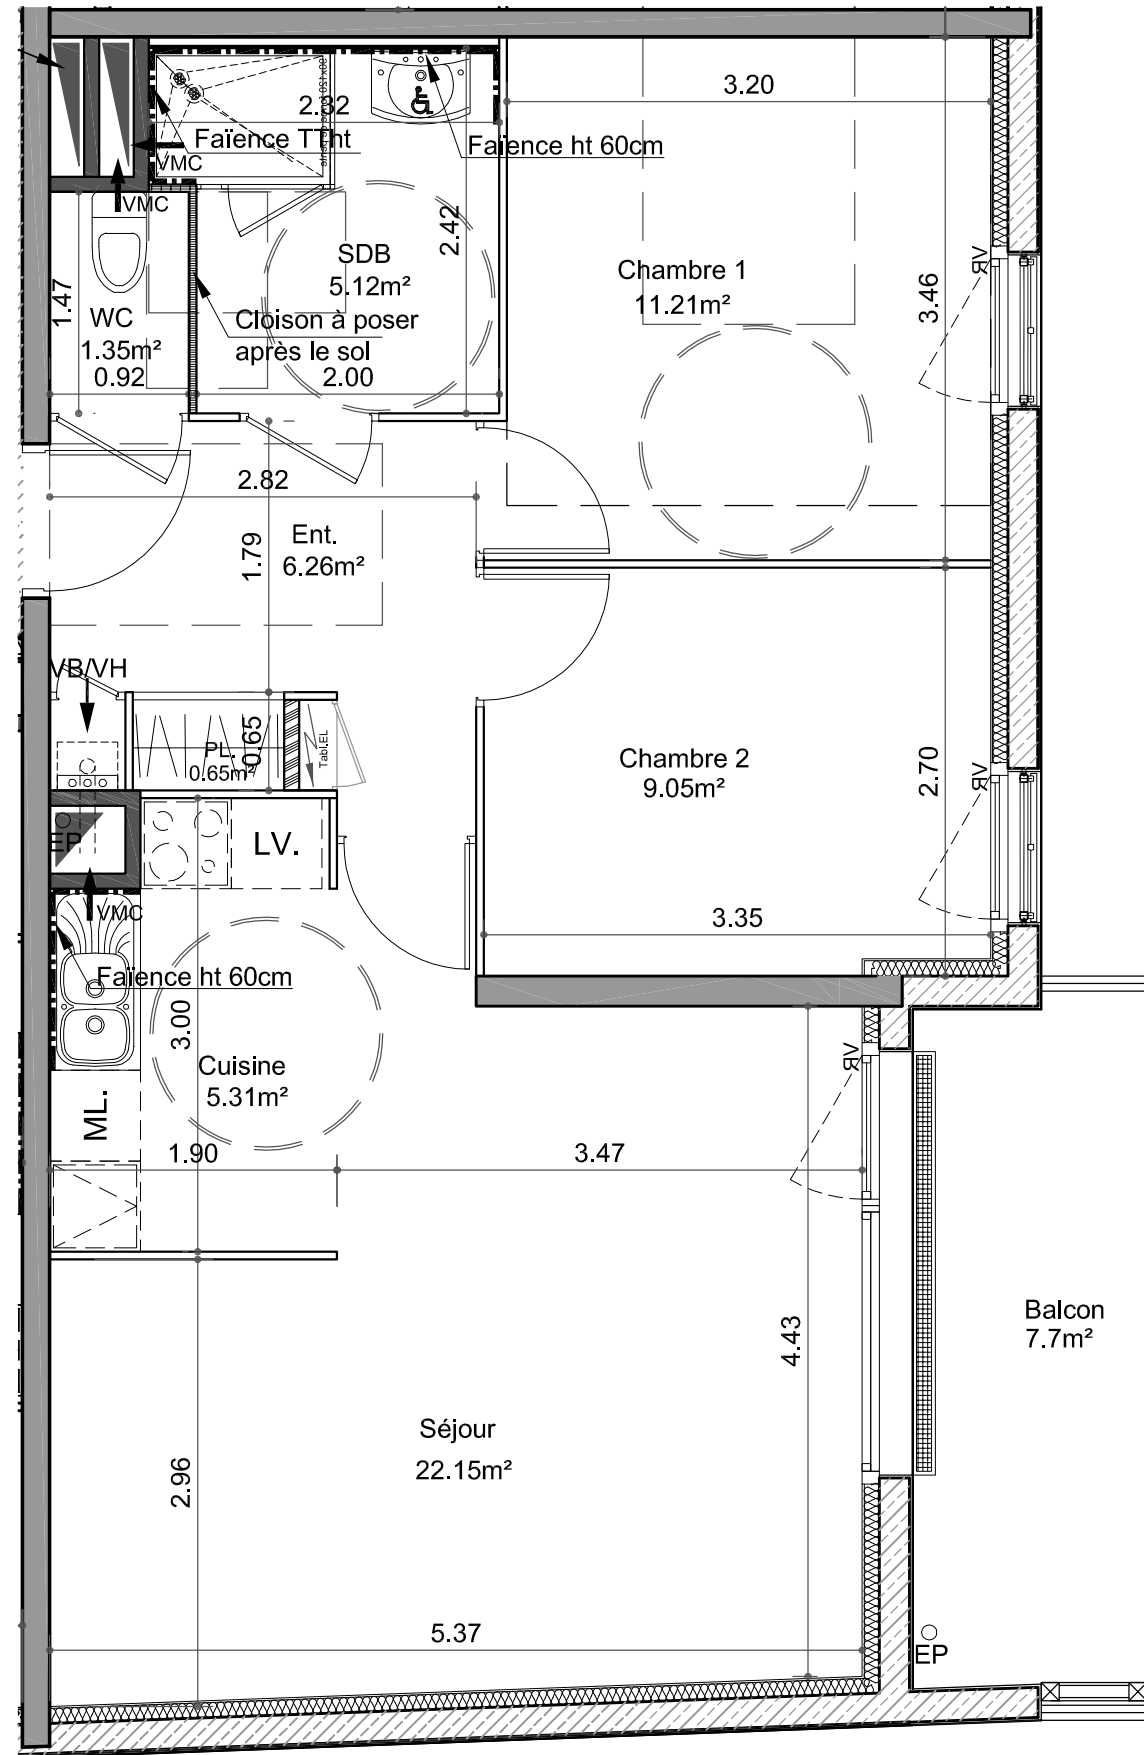 3.20
2.32
Faïence TTht
VMC
VMC
Faïence ht 60cm
2.42
SDB
5.12m²
Chambre 1
11.21m²
VR
3.46
1.47
WC
1.35m²
0.92
Cloison à poser
après le sol
2.00
2.82
1.79
Ent.
6.26m²
VB/VH
PL.
0.65m²
0.65
Tabl.EL
Chambre 2
9.05m²
2.70
VR
EP
LV.
VMC
3.35
Faïence ht 60cm
3.00
Cuisine
5.31m²
VR
ML.
1.90
3.47
4.43
Balcon
7.7m²
Séjour
22.15m²
2.96
5.37
EP